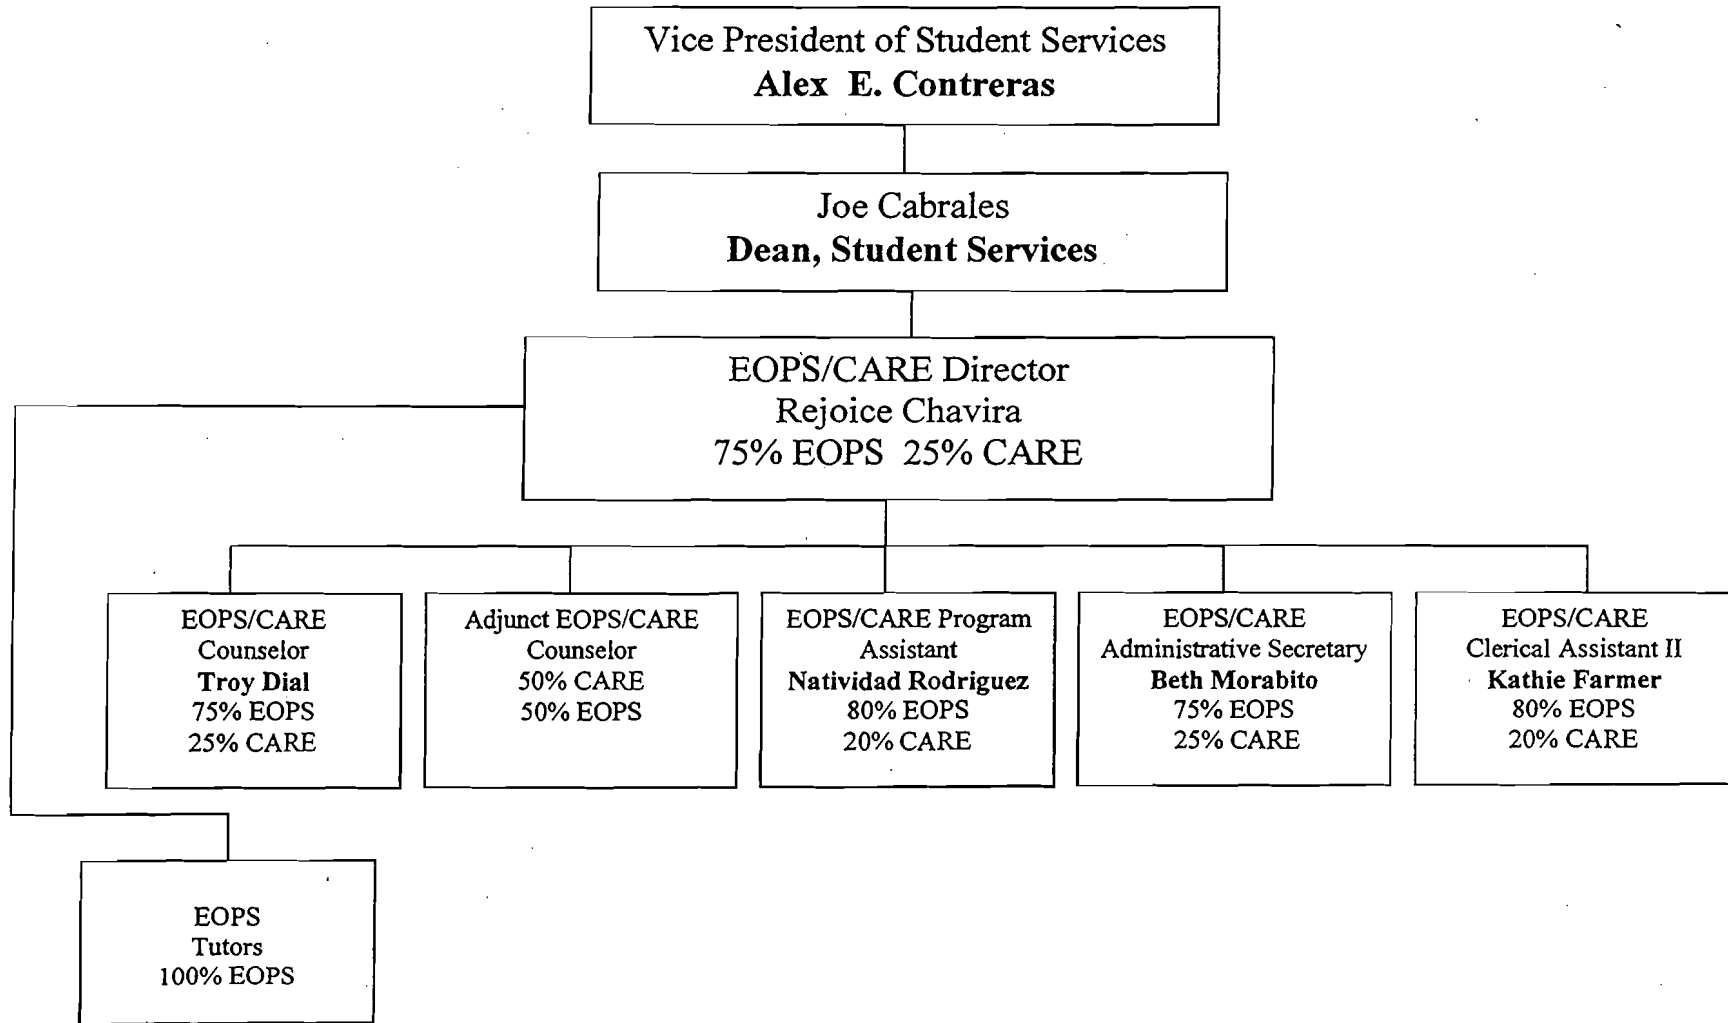 Vice President of Student Services
Alex E. Contreras
Joe Cabrales
Dean, Student Services
EOPS/CARE Director
Rejoice Chavira
75% EOPS 25% CARE
EOPS/CARE
Counselor
Troy Dial
75% EOPS
25% CARE
Adjunct EOPS/CARE
Counselor
50% CARE
50% EOPS
EOPS/CARE Program
Assistant
Natividad Rodriguez
80% EOPS
20% CARE
EOPS/CARE
Administrative Secretary
Beth Morabito
75% EOPS
25% CARE
EOPS/CARE
Clerical Assistant II
Kathie Farmer
80% EOPS
20% CARE
EOPS
Tutors
100% EOPS